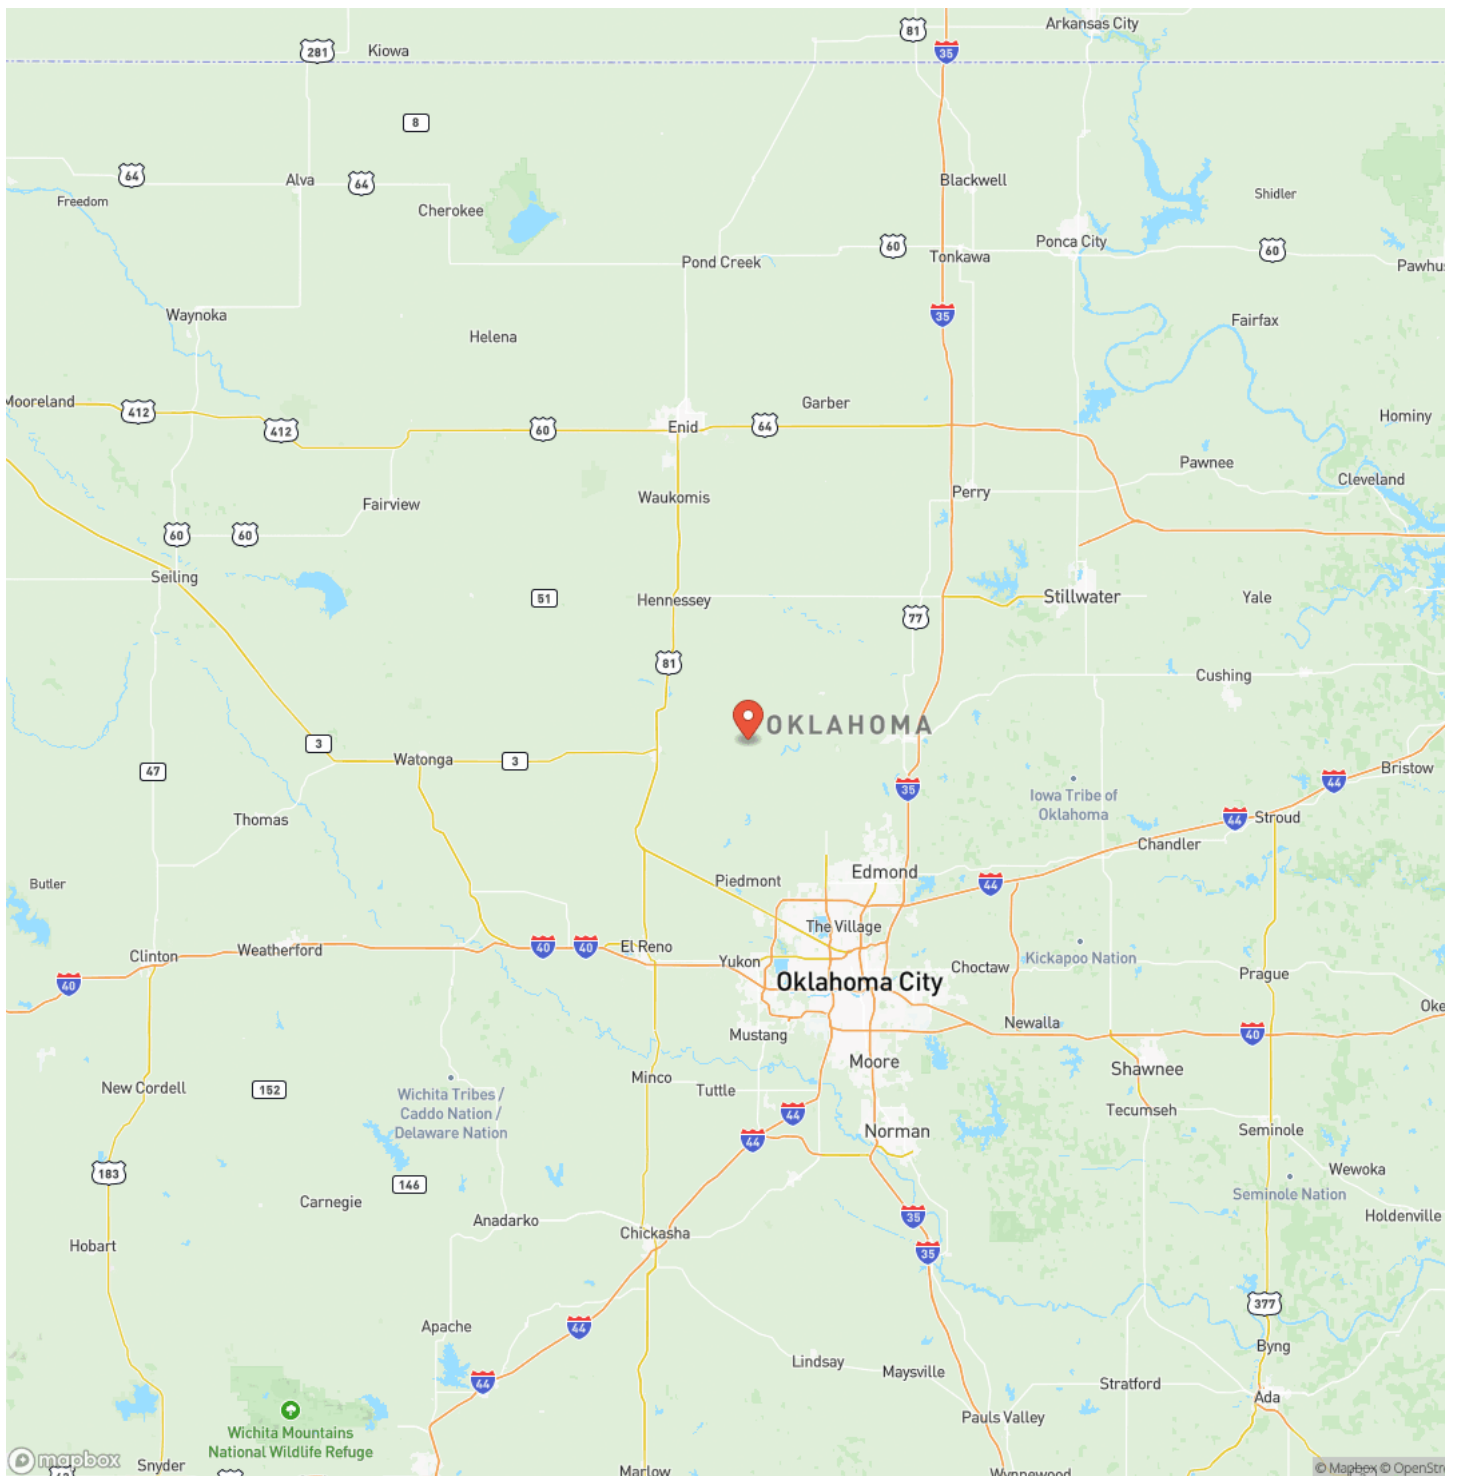 Arkansas City
81
281
Kiowa
35
8
64
Alva
64
Blackwell
Freedom
Shidler
Cherokee
Ponca City
60
60
Tonkawa
Pond Creek
Pawhus
Waynoka
35
Fairfax
Helena
Mooreland
Garber
412
412
60
Enid
64
Hominy
Pawnee
Cleveland
Perry
Waukomis
Fairview
60
60
Seiling
51
Hennessey
Stillwater
Yale
77
81
Cushing
OKLAHOMA
3
Watonga
3
47
Bristow
44
35
Iowa Tribe of
Oklahoma
Thomas
44
Stroud
Chandler
Edmond
Piedmont
44
Butler
The Village
El Reno
40
40
Weatherford
Clinton
Yukon
Choctaw
Kickapoo Nation
Prague
40
Oklahoma City
Oke
Newalla
40
Mustang
Moore
Shawnee
Minco
Tuttle
New Cordell
152
Wichita Tribes /
Caddo Nation /
Delaware Nation
Tecumseh
44
44
Norman
Seminole
183
Wewoka
146
Seminole Nation
Carnegie
Anadarko
35
Holdenville
Chickasha
Hobart
35
377
Apache
44
Byng
Lindsay
Maysville
44
Stratford
Ada
Pauls Valley
Wichita Mountains
National Wildlife Refuge
mapbox
Snyder
Marlow
Wynnewood
© Mapbox © OpenStre